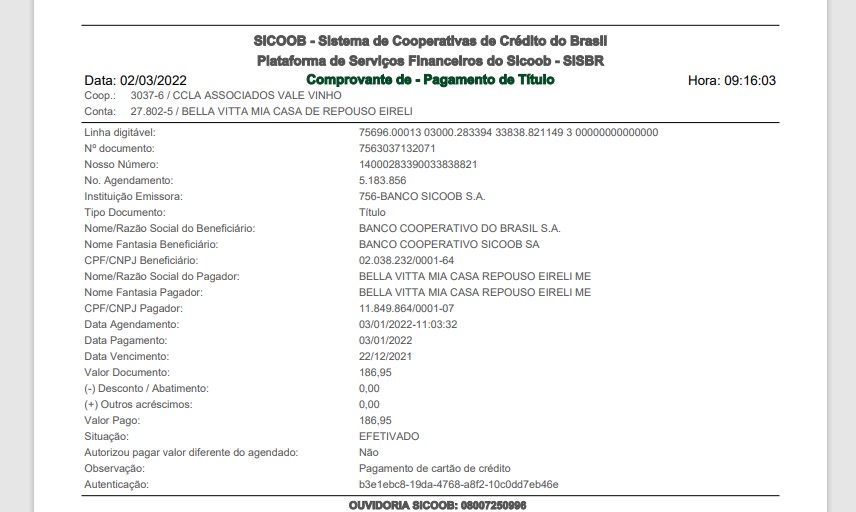 SICOOB - Sistema de Cooperativas de Crédito do Brasil
Plataforma de Serviços Financeiros do Sicoob - SISBR
Data: 02/03/2022 Comprovante de - Pagamento de Título Hora: 09:16:03
Coop.: 3037-6 / CCLA ASSOCIADOS VALE VINHO
Conta: 27.802-5 / BELLA VITTA MIA CASA DE REPOUSO EIRELI
Linha digitável: 75696.00013 03000.283394 33838.821149 3 00000000000000
Nº documento: 7563037132071
Nosso Número: 14000283390033838821
No. Agendamento: 5.183.856
Instituição Emissora: 756-BANCO SICOOB S.A.
Tipo Documento: Título
Nome/Razão Social do Beneficiário: BANCO COOPERATIVO DO BRASIL S.A.
Nome Fantasia Beneficiário: BANCO COOPERATIVO SICOOB SA
CPF/CNPJ Beneficiário: 02.038.232/0001-64
Nome/Razão Social do Pagador: BELLA VITTA MIA CASA REPOUSO EIRELI ME
Nome Fantasia Pagador: BELLA VITTA MIA CASA REPOUSO EIRELI ME
CPF/CNPJ Pagador: 11.849.864/0001-07
Data Agendamento: 03/01/2022-11:03:32
Data Pagamento: 03/01/2022
Data Vencimento: 22/12/2021
Valor Documento: 186,95
(-) Desconto / Abatimento: 0,00
(+) Outros acréscimos: 0,00
Valor Pago: 186,95
Situação: EFETIVADO
Autorizou pagar valor diferente do agendado: Não
Observação: Pagamento de cartão de crédito
Autenticação: b3e1ebc8-19da-4768-a8f2-10c0dd7eb46e
OUVIDORIA SICOOB: 08007250996